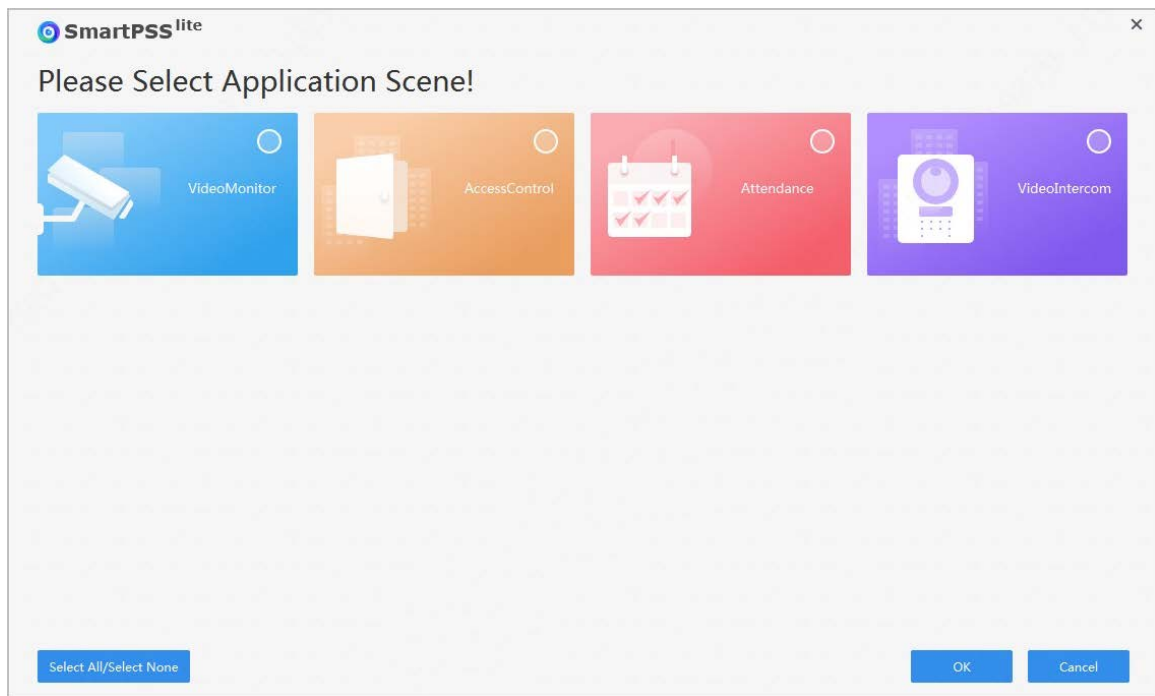 SmartPSS lite
Please Select Application Scene!
VideoMonitor
AccessControl
Attendance
VideoIntercom
Select All/Select None
OK
Cancel